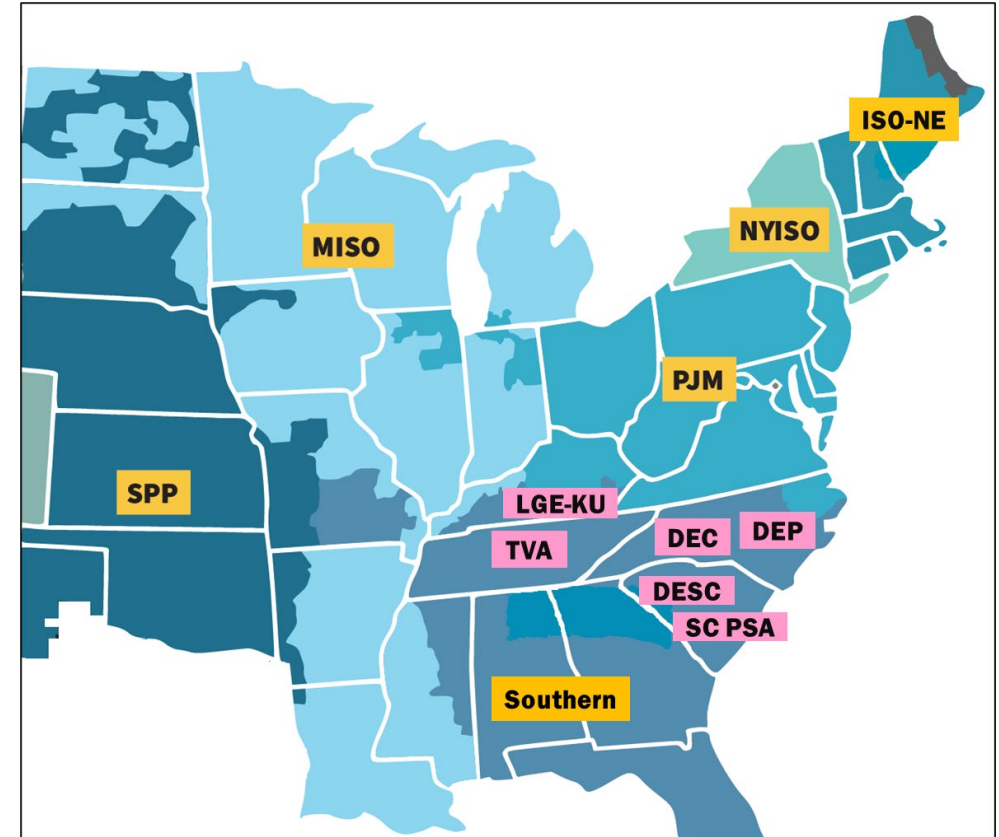 ISO-NE
NYISO
MISO
PJM
SPP
LGE-KU
TVA
DEC
DEP
DESC
SC PSA
Southern